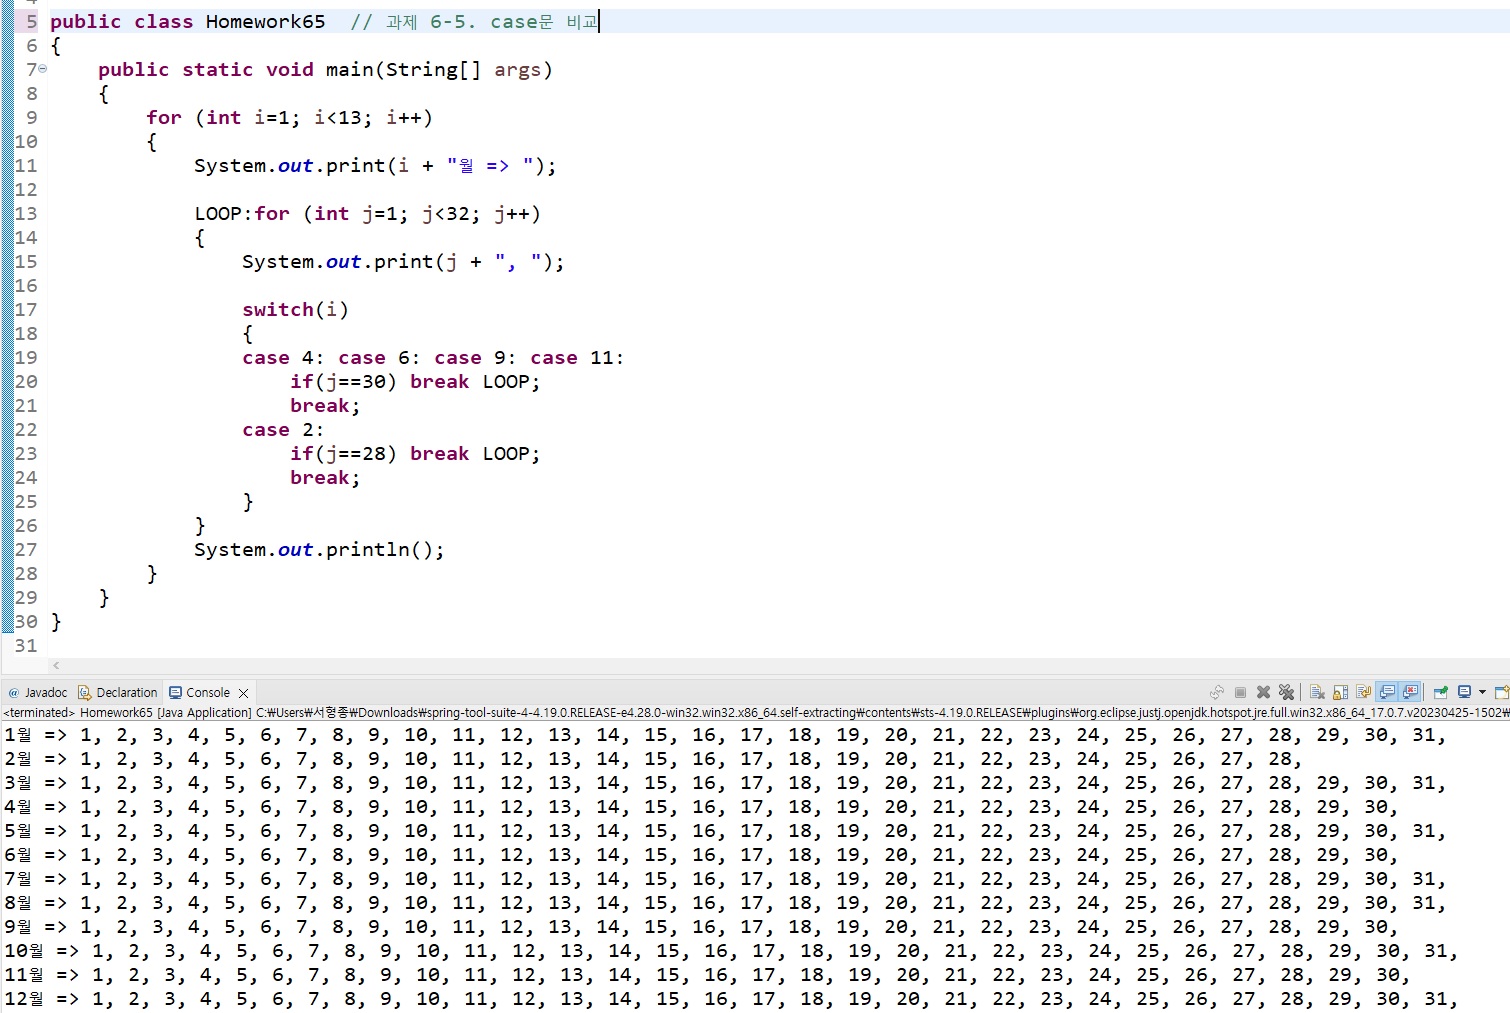 5 public class Homework65  // 과제 6-5. case문 비교
6 {
7     public static void main(String[] args)
8     {
9         for (int i=1; i<13; i++)
10         {
11             System.out.print(i + "월 => ");
12
13             LOOP:for (int j=1; j<32; j++)
14             {
15                 System.out.print(j + ", ");
16
17                 switch(i)
18                 {
19                 case 4: case 6: case 9: case 11:
20                     if(j==30) break LOOP;
21                     break;
22                 case 2:
23                     if(j==28) break LOOP;
24                     break;
25                 }
26             }
27             System.out.println();
28         }
29     }
30 }
31
@ Javadoc Declaration Console
<terminated> Homework65 [Java Application] C:₩Users₩서형종₩Downloads₩spring-tool-suite-4-4.19.0.RELEASE-e4.28.0-win32.win32.x86_64.self-extracting₩contents₩sts-4.19.0.RELEASE₩plugins₩org.eclipse.justj.openjdk.hotspot.jre.full.win32.x86_64_17.0.7.v20230425-1502₩
1월 => 1, 2, 3, 4, 5, 6, 7, 8, 9, 10, 11, 12, 13, 14, 15, 16, 17, 18, 19, 20, 21, 22, 23, 24, 25, 26, 27, 28, 29, 30, 31,
2월 => 1, 2, 3, 4, 5, 6, 7, 8, 9, 10, 11, 12, 13, 14, 15, 16, 17, 18, 19, 20, 21, 22, 23, 24, 25, 26, 27, 28,
3월 => 1, 2, 3, 4, 5, 6, 7, 8, 9, 10, 11, 12, 13, 14, 15, 16, 17, 18, 19, 20, 21, 22, 23, 24, 25, 26, 27, 28, 29, 30, 31,
4월 => 1, 2, 3, 4, 5, 6, 7, 8, 9, 10, 11, 12, 13, 14, 15, 16, 17, 18, 19, 20, 21, 22, 23, 24, 25, 26, 27, 28, 29, 30,
5월 => 1, 2, 3, 4, 5, 6, 7, 8, 9, 10, 11, 12, 13, 14, 15, 16, 17, 18, 19, 20, 21, 22, 23, 24, 25, 26, 27, 28, 29, 30, 31,
6월 => 1, 2, 3, 4, 5, 6, 7, 8, 9, 10, 11, 12, 13, 14, 15, 16, 17, 18, 19, 20, 21, 22, 23, 24, 25, 26, 27, 28, 29, 30,
7월 => 1, 2, 3, 4, 5, 6, 7, 8, 9, 10, 11, 12, 13, 14, 15, 16, 17, 18, 19, 20, 21, 22, 23, 24, 25, 26, 27, 28, 29, 30, 31,
8월 => 1, 2, 3, 4, 5, 6, 7, 8, 9, 10, 11, 12, 13, 14, 15, 16, 17, 18, 19, 20, 21, 22, 23, 24, 25, 26, 27, 28, 29, 30, 31,
9월 => 1, 2, 3, 4, 5, 6, 7, 8, 9, 10, 11, 12, 13, 14, 15, 16, 17, 18, 19, 20, 21, 22, 23, 24, 25, 26, 27, 28, 29, 30,
10월 => 1, 2, 3, 4, 5, 6, 7, 8, 9, 10, 11, 12, 13, 14, 15, 16, 17, 18, 19, 20, 21, 22, 23, 24, 25, 26, 27, 28, 29, 30, 31,
11월 => 1, 2, 3, 4, 5, 6, 7, 8, 9, 10, 11, 12, 13, 14, 15, 16, 17, 18, 19, 20, 21, 22, 23, 24, 25, 26, 27, 28, 29, 30,
12월 => 1, 2, 3, 4, 5, 6, 7, 8, 9, 10, 11, 12, 13, 14, 15, 16, 17, 18, 19, 20, 21, 22, 23, 24, 25, 26, 27, 28, 29, 30, 31,